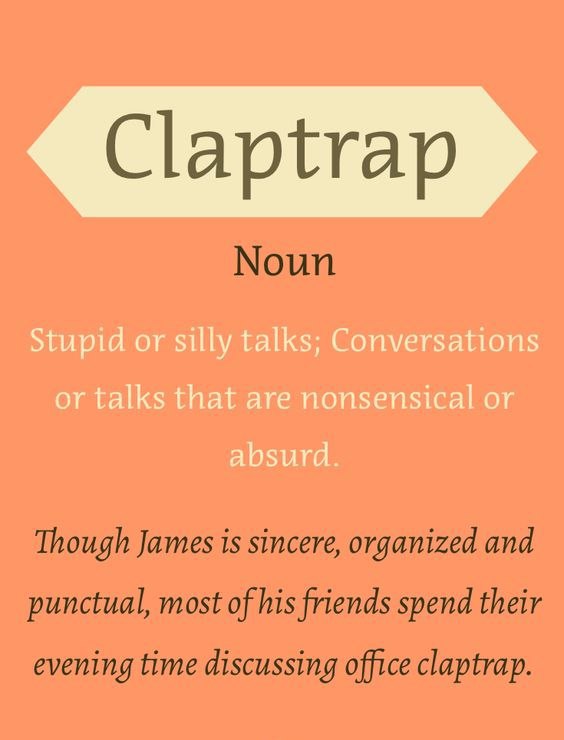 Claptrap
Noun
Stupid or silly talks; Conversations
or talks that are nonsensical or
absurd.
Though James is sincere, organized and
punctual, most of his friends spend their
evening time discussing office claptrap.